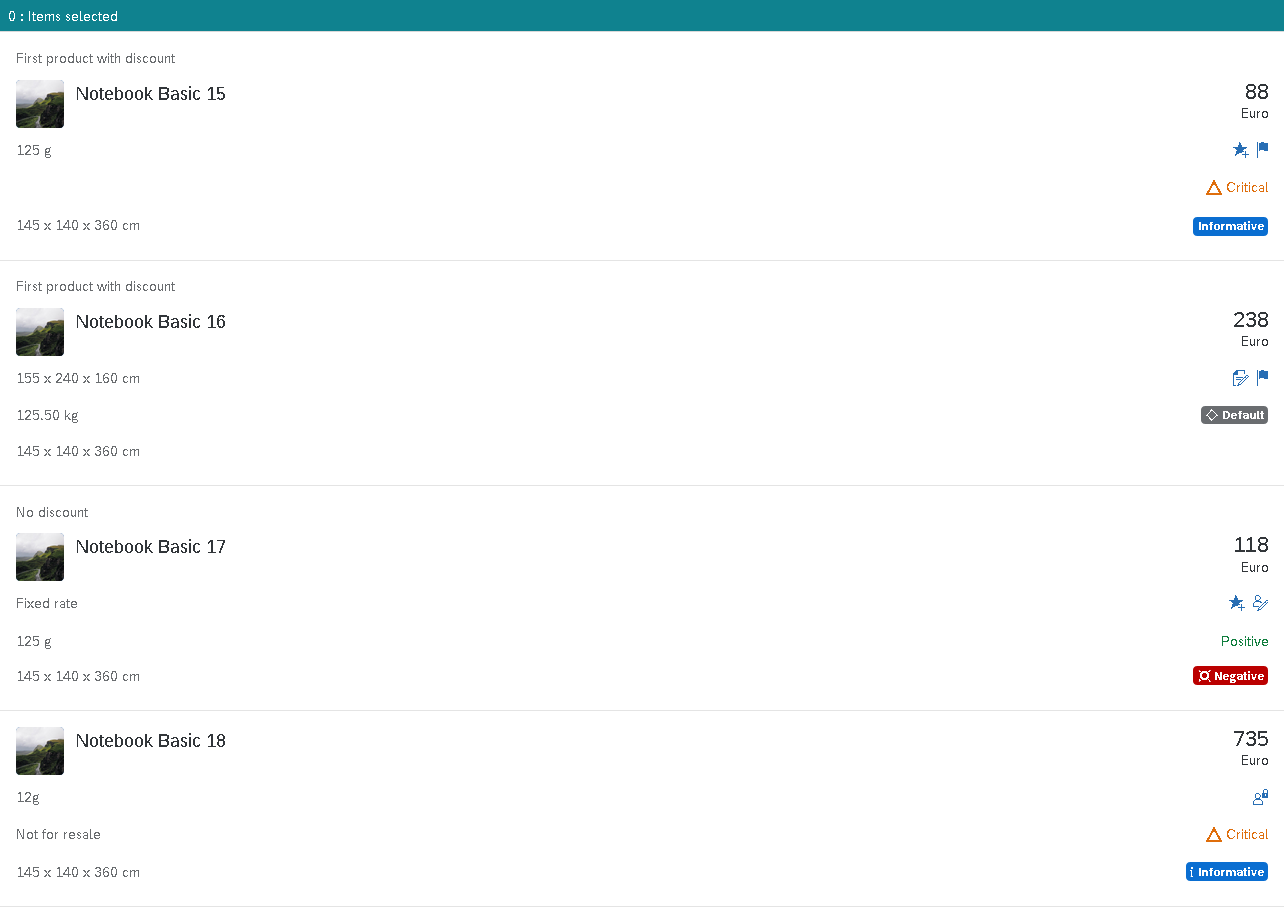 0 : Items selected
First product with discount
Notebook Basic 15
88
Euro
125 g
Critical
145 x 140 x 360 cm
Informative
First product with discount
Notebook Basic 16
238
Euro
155 x 240 x 160 cm
125.50 kg
Default
145 x 140 x 360 cm
No discount
Notebook Basic 17
118
Euro
Fixed rate
125 g
Positive
145 x 140 x 360 cm
Negative
Notebook Basic 18
735
Euro
12g
Not for resale
Critical
145 x 140 x 360 cm
Informative